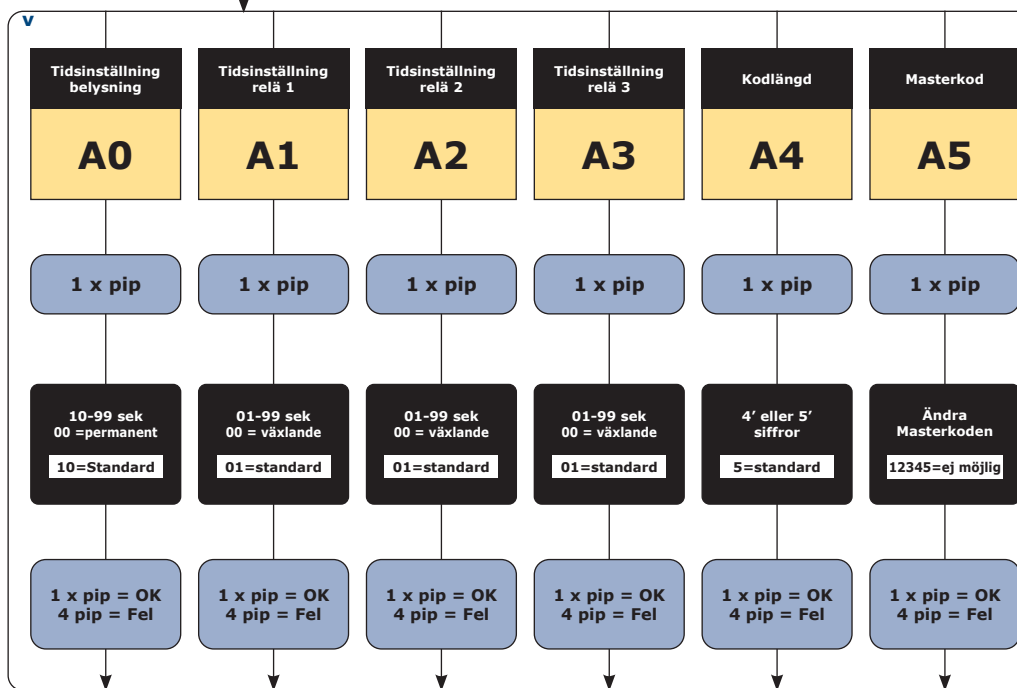 v
Tidsinställning
belysning
Tidsinställning
relä 1
Tidsinställning
relä 2
Tidsinställning
relä 3
Kodlängd
Masterkod
A0
A1
A2
A3
A4
A5
1 x pip
1 x pip
1 x pip
1 x pip
1 x pip
1 x pip
10-99 sek
00 =permanent
10=Standard
01-99 sek
00 = växlande
01=standard
01-99 sek
00 = växlande
01=standard
01-99 sek
00 = växlande
01=standard
4’ eller 5’
siffror
5=standard
Ändra
Masterkoden
12345=ej möjlig
1 x pip = OK
4 pip = Fel
1 x pip = OK
4 pip = Fel
1 x pip = OK
4 pip = Fel
1 x pip = OK
4 pip = Fel
1 x pip = OK
4 pip = Fel
1 x pip = OK
4 pip = Fel